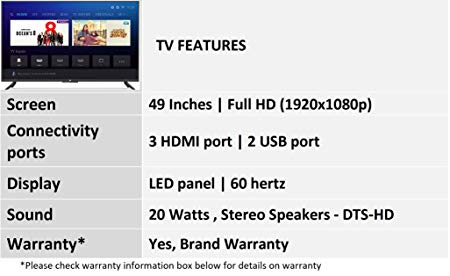 OCEAN'S 8
TV FEATURES
Screen
49 Inches | Full HD (1920x1080p)
Connectivity
ports
3 HDMI port | 2 USB port
Display
LED panel | 60 hertz
Sound
20 Watts , Stereo Speakers - DTS-HD
Warranty*
Yes, Brand Warranty
*Please check warranty information box below for details on warranty